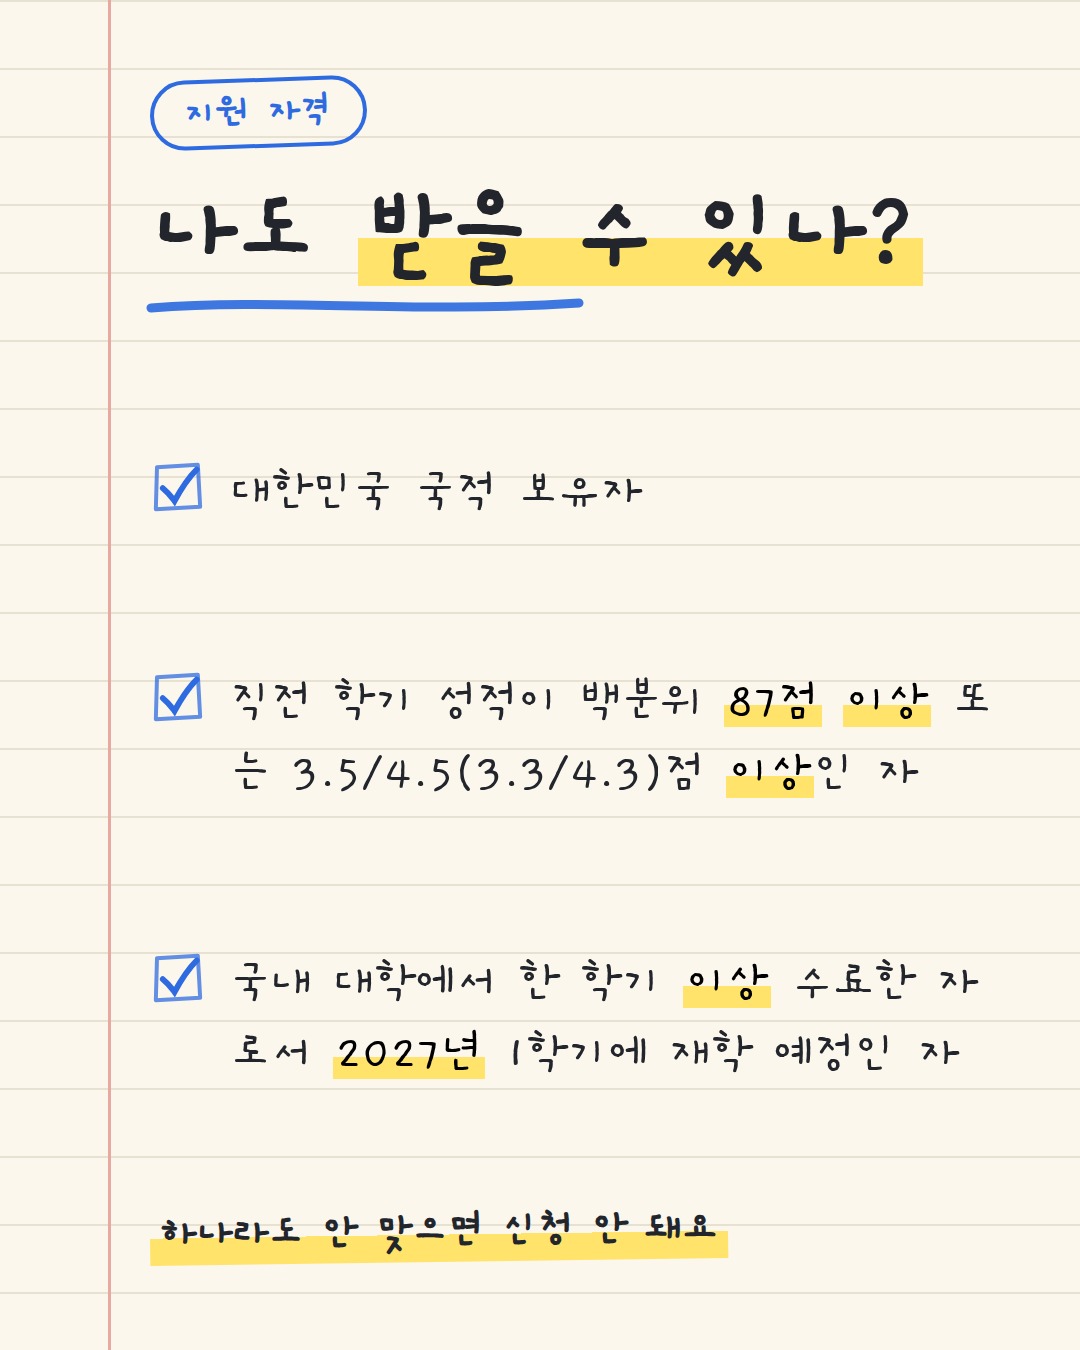 지원 자격
나도 받을 수 있나?
대한민국 국적 보유자
직전 학기 성적이 백분위 87점 이상 또
는 3.5/4.5(3.3/4.3)점 이상인 자
국내 대학에서 한 학기 이상 수료한 자
로서 2027년 1학기에 재학 예정인 자
하나라도 안 맞으면 신청 안 돼요